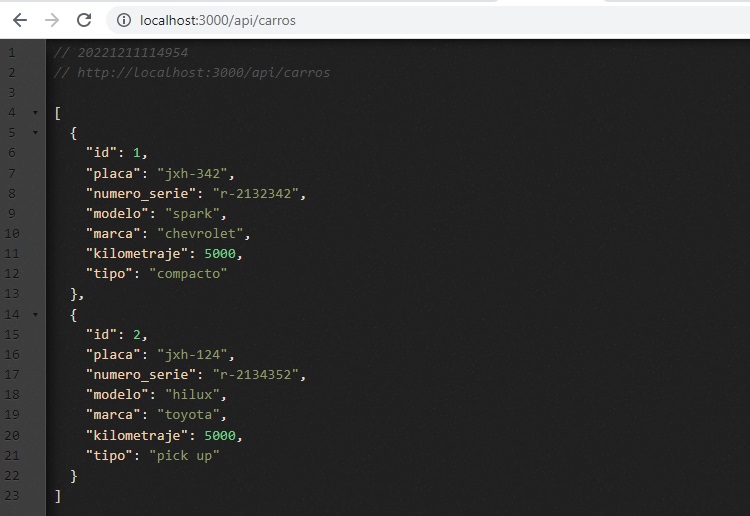 localhost:3000/api/carros
1 // 20221211114954
2 // http://localhost:3000/api/carros
3
4 [
5 {
6 "id": 1,
7 "placa": "jxh-342",
8 "numero_serie": "r-2132342",
9 "modelo": "spark",
10 "marca": "chevrolet",
11 "kilometraje": 5000,
12 "tipo": "compacto"
13 },
14 {
15 "id": 2,
16 "placa": "jxh-124",
17 "numero_serie": "r-2134352",
18 "modelo": "hilux",
19 "marca": "toyota",
20 "kilometraje": 5000,
21 "tipo": "pick up"
22 }
23 ]